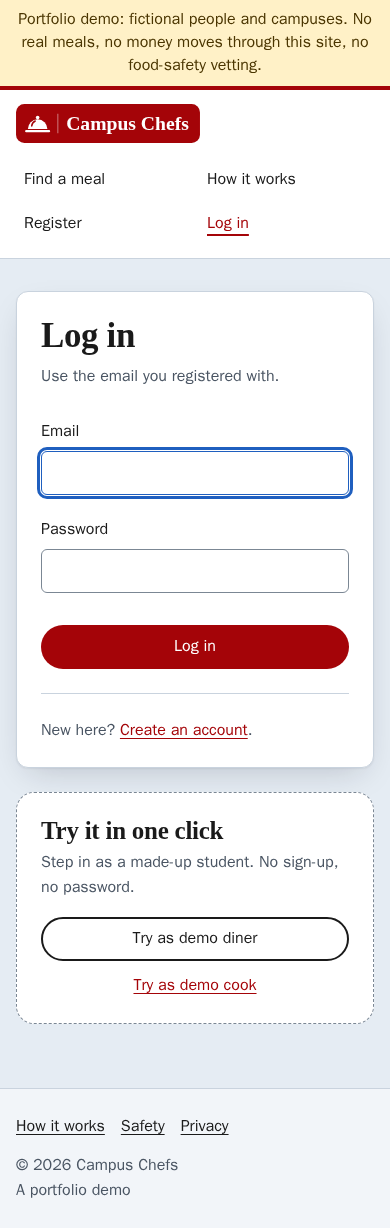 Portfolio demo: fictional people and campuses. No
real meals, no money moves through this site, no
food-safety vetting.
Campus Chefs
Find a meal
How it works
Register
Log in
Log in
Use the email you registered with.
Email
Password
Log in
New here? Create an account.
Try it in one click
Step in as a made-up student. No sign-up,
no password.
Try as demo diner
Try as demo cook
How it works
Safety
Privacy
© 2026 Campus Chefs
A portfolio demo